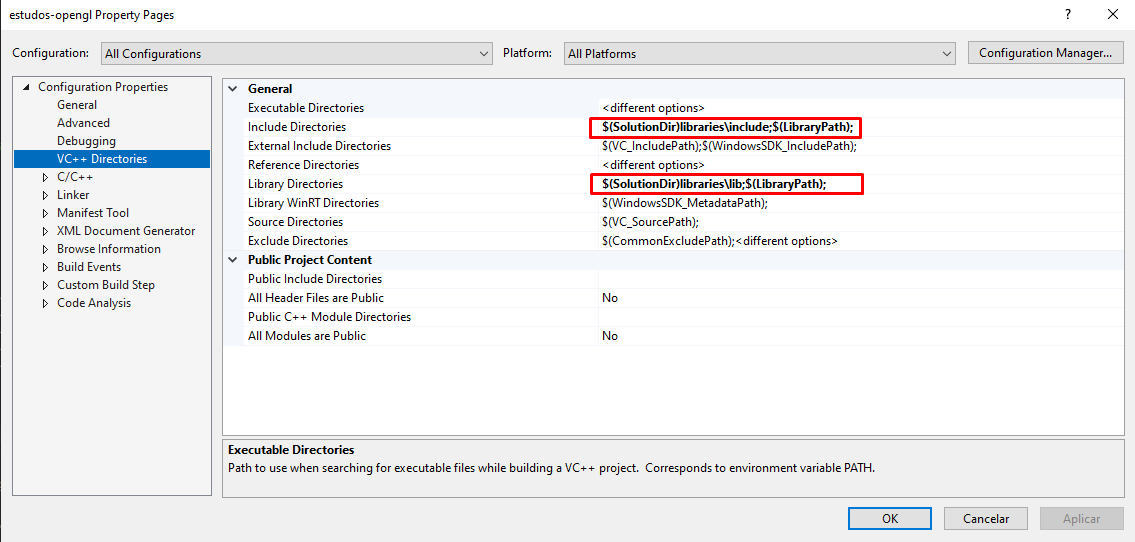 estudos-opengl Property Pages
Configuration: All Configurations Platform: All Platforms Configuration Manager...
Configuration Properties
General
Advanced
Debugging
VC++ Directories
C/C++
Linker
Manifest Tool
XML Document Generator
Browse Information
Build Events
Custom Build Step
Code Analysis
General
Executable Directories <different options>
Include Directories $(SolutionDir)libraries\include;$(LibraryPath);
External Include Directories $(VC_IncludePath);$(WindowsSDK_IncludePath);
Reference Directories <different options>
Library Directories $(SolutionDir)libraries\lib;$(LibraryPath);
Library WinRT Directories $(WindowsSDK_MetadataPath);
Source Directories $(VC_SourcePath);
Exclude Directories $(CommonExcludePath);<different options>
Public Project Content
Public Include Directories
All Header Files are Public No
Public C++ Module Directories
All Modules are Public No
Executable Directories
Path to use when searching for executable files while building a VC++ project.  Corresponds to environment variable PATH.
OK Cancelar Aplicar